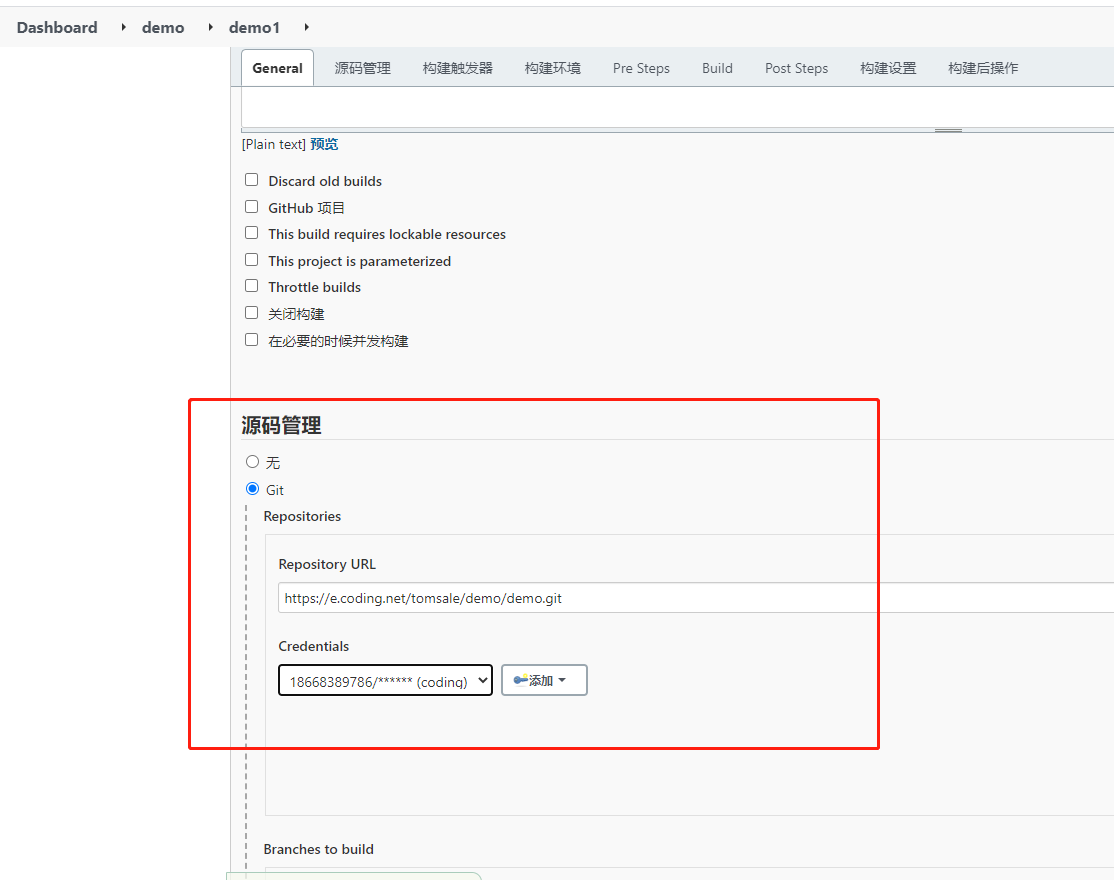 Dashboard demo demo1
General 源码管理 构建触发器 构建环境 Pre Steps Build Post Steps 构建设置 构建后操作
[Plain text] 预览
Discard old builds
GitHub 项目
This build requires lockable resources
This project is parameterized
Throttle builds
关闭构建
在必要的时候并发构建
源码管理
无
Git
Repositories
Repository URL
https://e.coding.net/tomsale/demo/demo.git
Credentials
18668389786/****** (coding) 添加
Branches to build